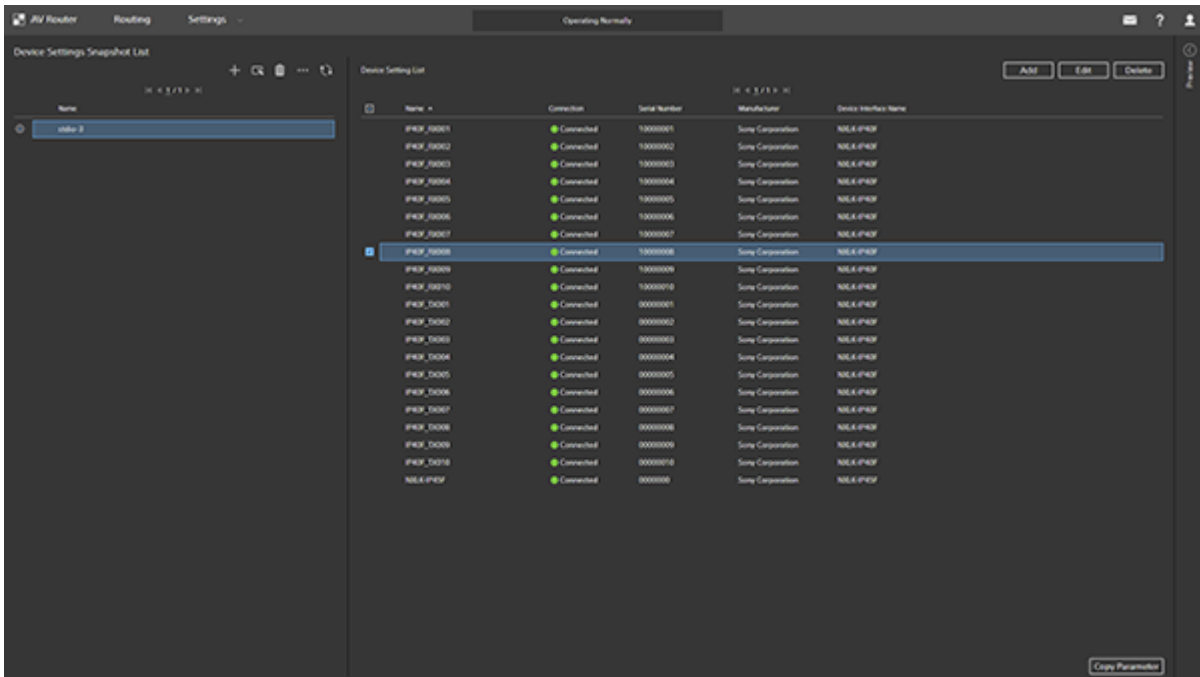 AV Router Routing Settings Operating Normally ?
Device Settings Snapshot List
Device Setting List Add Edit Delete
Preview
1/1 1/1
Name Name Connection Serial Number Manufacturer Device Interface Name
stdio-3 IP40F_RX001 Connected 10000001 Sony Corporation NXLK-IP40F
IP40F_RX002 Connected 10000002 Sony Corporation NXLK-IP40F
IP40F_RX003 Connected 10000003 Sony Corporation NXLK-IP40F
IP40F_RX004 Connected 10000004 Sony Corporation NXLK-IP40F
IP40F_RX005 Connected 10000005 Sony Corporation NXLK-IP40F
IP40F_RX006 Connected 10000006 Sony Corporation NXLK-IP40F
IP40F_RX007 Connected 10000007 Sony Corporation NXLK-IP40F
IP40F_RX008 Connected 10000008 Sony Corporation NXLK-IP40F
IP40F_RX009 Connected 10000009 Sony Corporation NXLK-IP40F
IP40F_RX010 Connected 10000010 Sony Corporation NXLK-IP40F
IP40F_TX001 Connected 00000001 Sony Corporation NXLK-IP40F
IP40F_TX002 Connected 00000002 Sony Corporation NXLK-IP40F
IP40F_TX003 Connected 00000003 Sony Corporation NXLK-IP40F
IP40F_TX004 Connected 00000004 Sony Corporation NXLK-IP40F
IP40F_TX005 Connected 00000005 Sony Corporation NXLK-IP40F
IP40F_TX006 Connected 00000006 Sony Corporation NXLK-IP40F
IP40F_TX007 Connected 00000007 Sony Corporation NXLK-IP40F
IP40F_TX008 Connected 00000008 Sony Corporation NXLK-IP40F
IP40F_TX009 Connected 00000009 Sony Corporation NXLK-IP40F
IP40F_TX010 Connected 00000010 Sony Corporation NXLK-IP40F
NXLK-IP45F Connected 0000000 Sony Corporation NXLK-IP45F
Copy Parameter